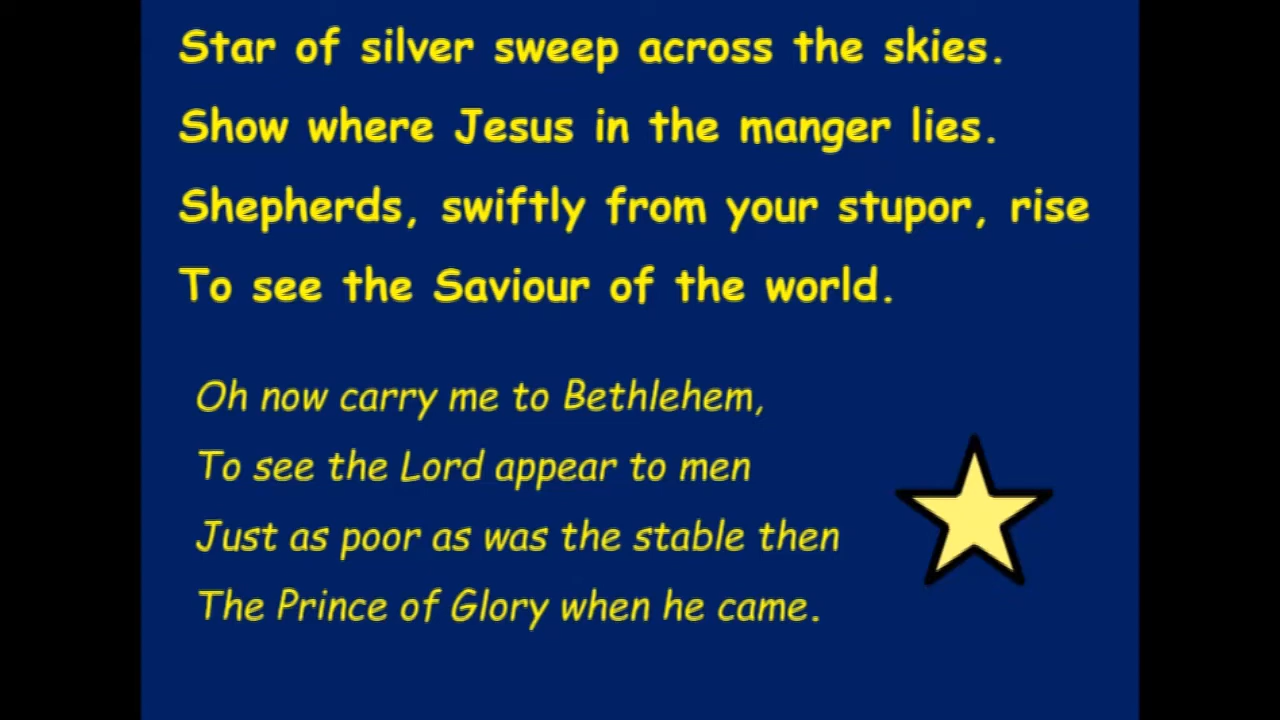 Star of silver sweep across the skies.
Show where Jesus in the manger lies.
Shepherds, swiftly from your stupor, rise
To see the Saviour of the world.
Oh now carry me to Bethlehem,
To see the Lord appear to men
Just as poor as was the stable then
The Prince of Glory when he came.